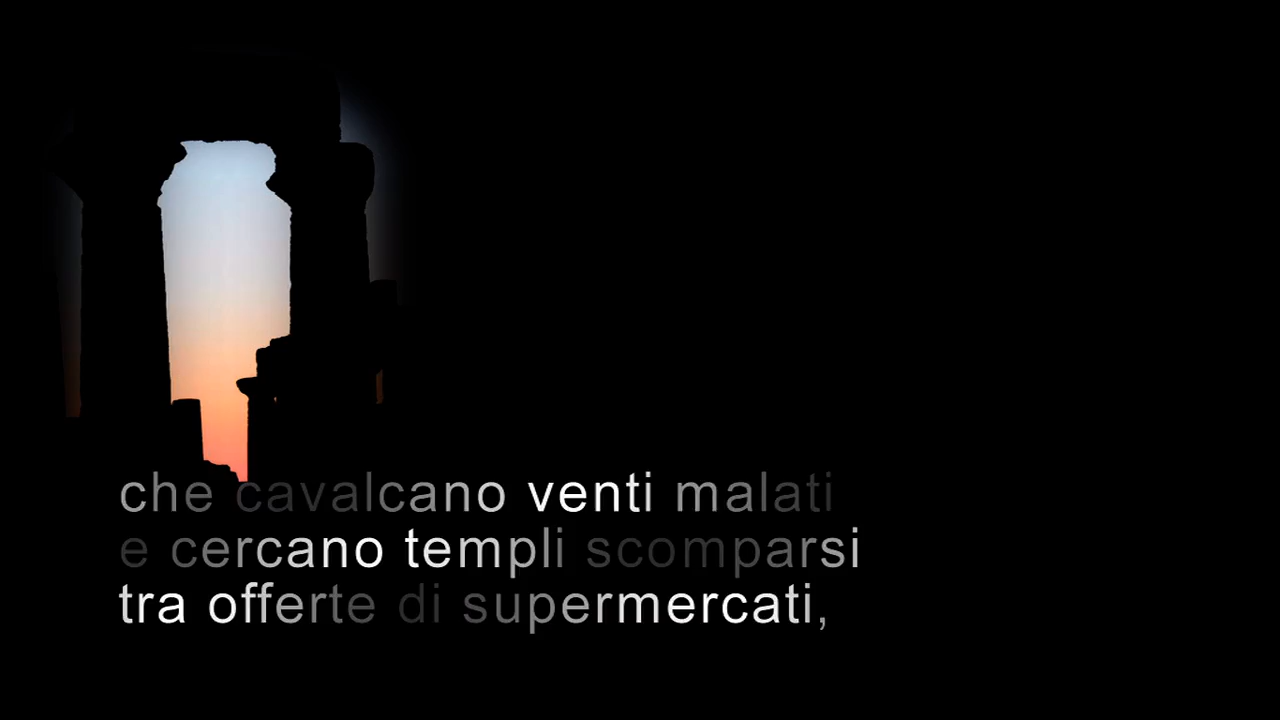 che cavalcano venti malati
e cercano templi scomparsi
tra offerte di supermercati,